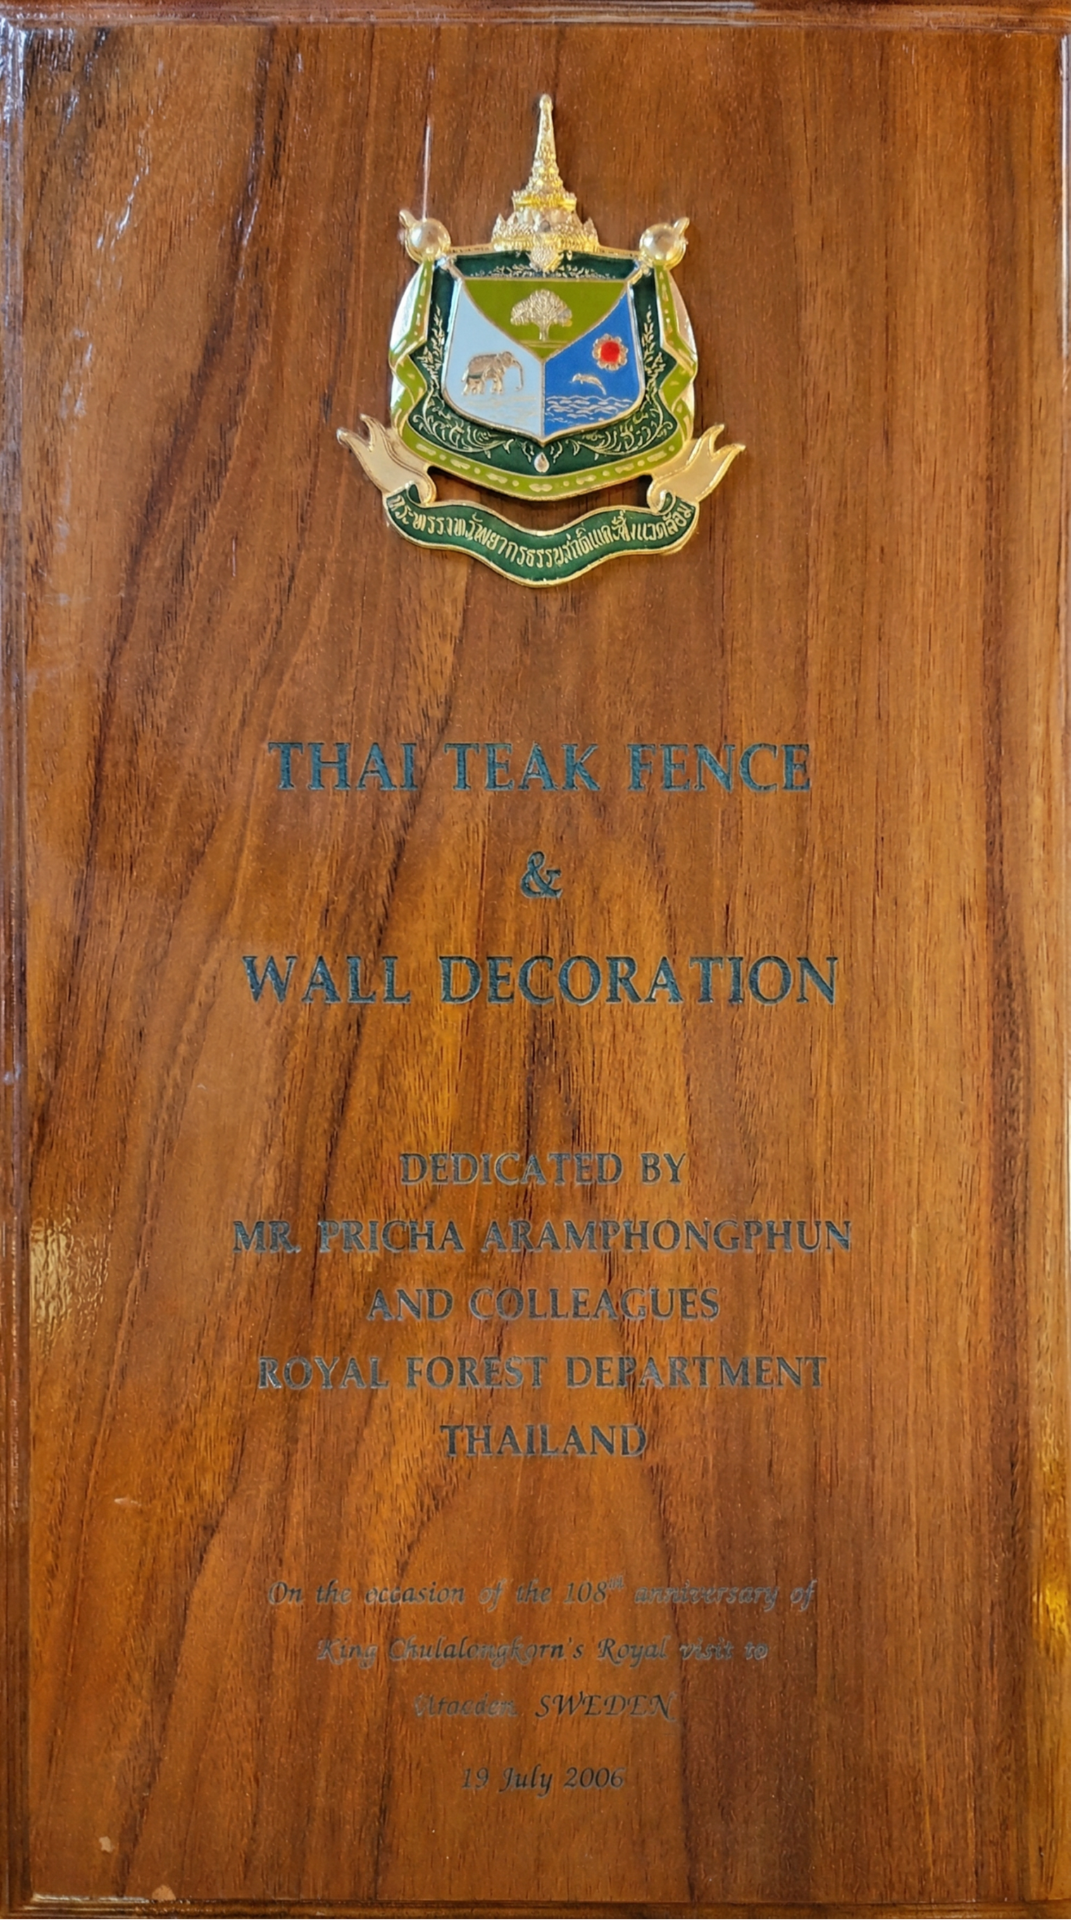 กระทรวงทรัพยากรธรรมชาติและสิ่งแวดล้อม
THAI TEAK FENCE
&
WALL DECORATION
DEDICATED BY
MR. PRICHA ARAMPHONGPHUN
AND COLLEAGUES
ROYAL FOREST DEPARTMENT
THAILAND
On the occasion of the 108th anniversary of
King Chulalongkorn's Royal visit to
SWEDEN
19 July 2006